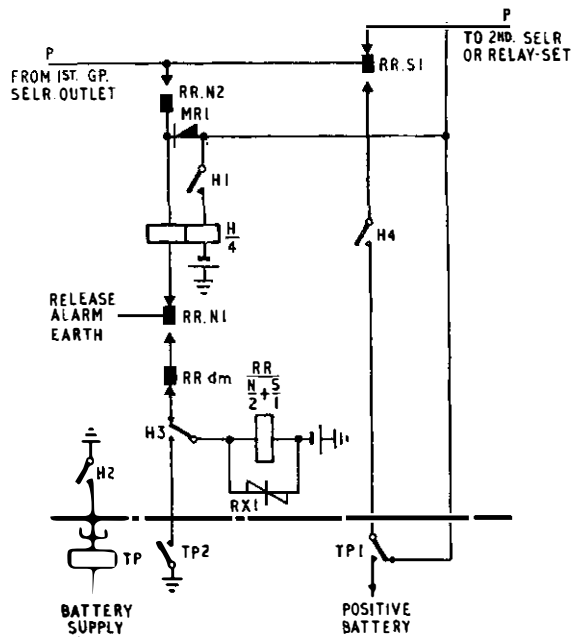 P
TO 2ND. SELR
OR RELAY-SET
P
FROM 1ST. GP.
SELR. OUTLET
RR.S1
RR.N2
MR1
H1
H
4
H4
RELEASE
ALARM
EARTH
RR.N1
RR dm
RR
N + S
2 1
H3
H2
RX1
TP
TP2
TP1
BATTERY
SUPPLY
POSITIVE
BATTERY